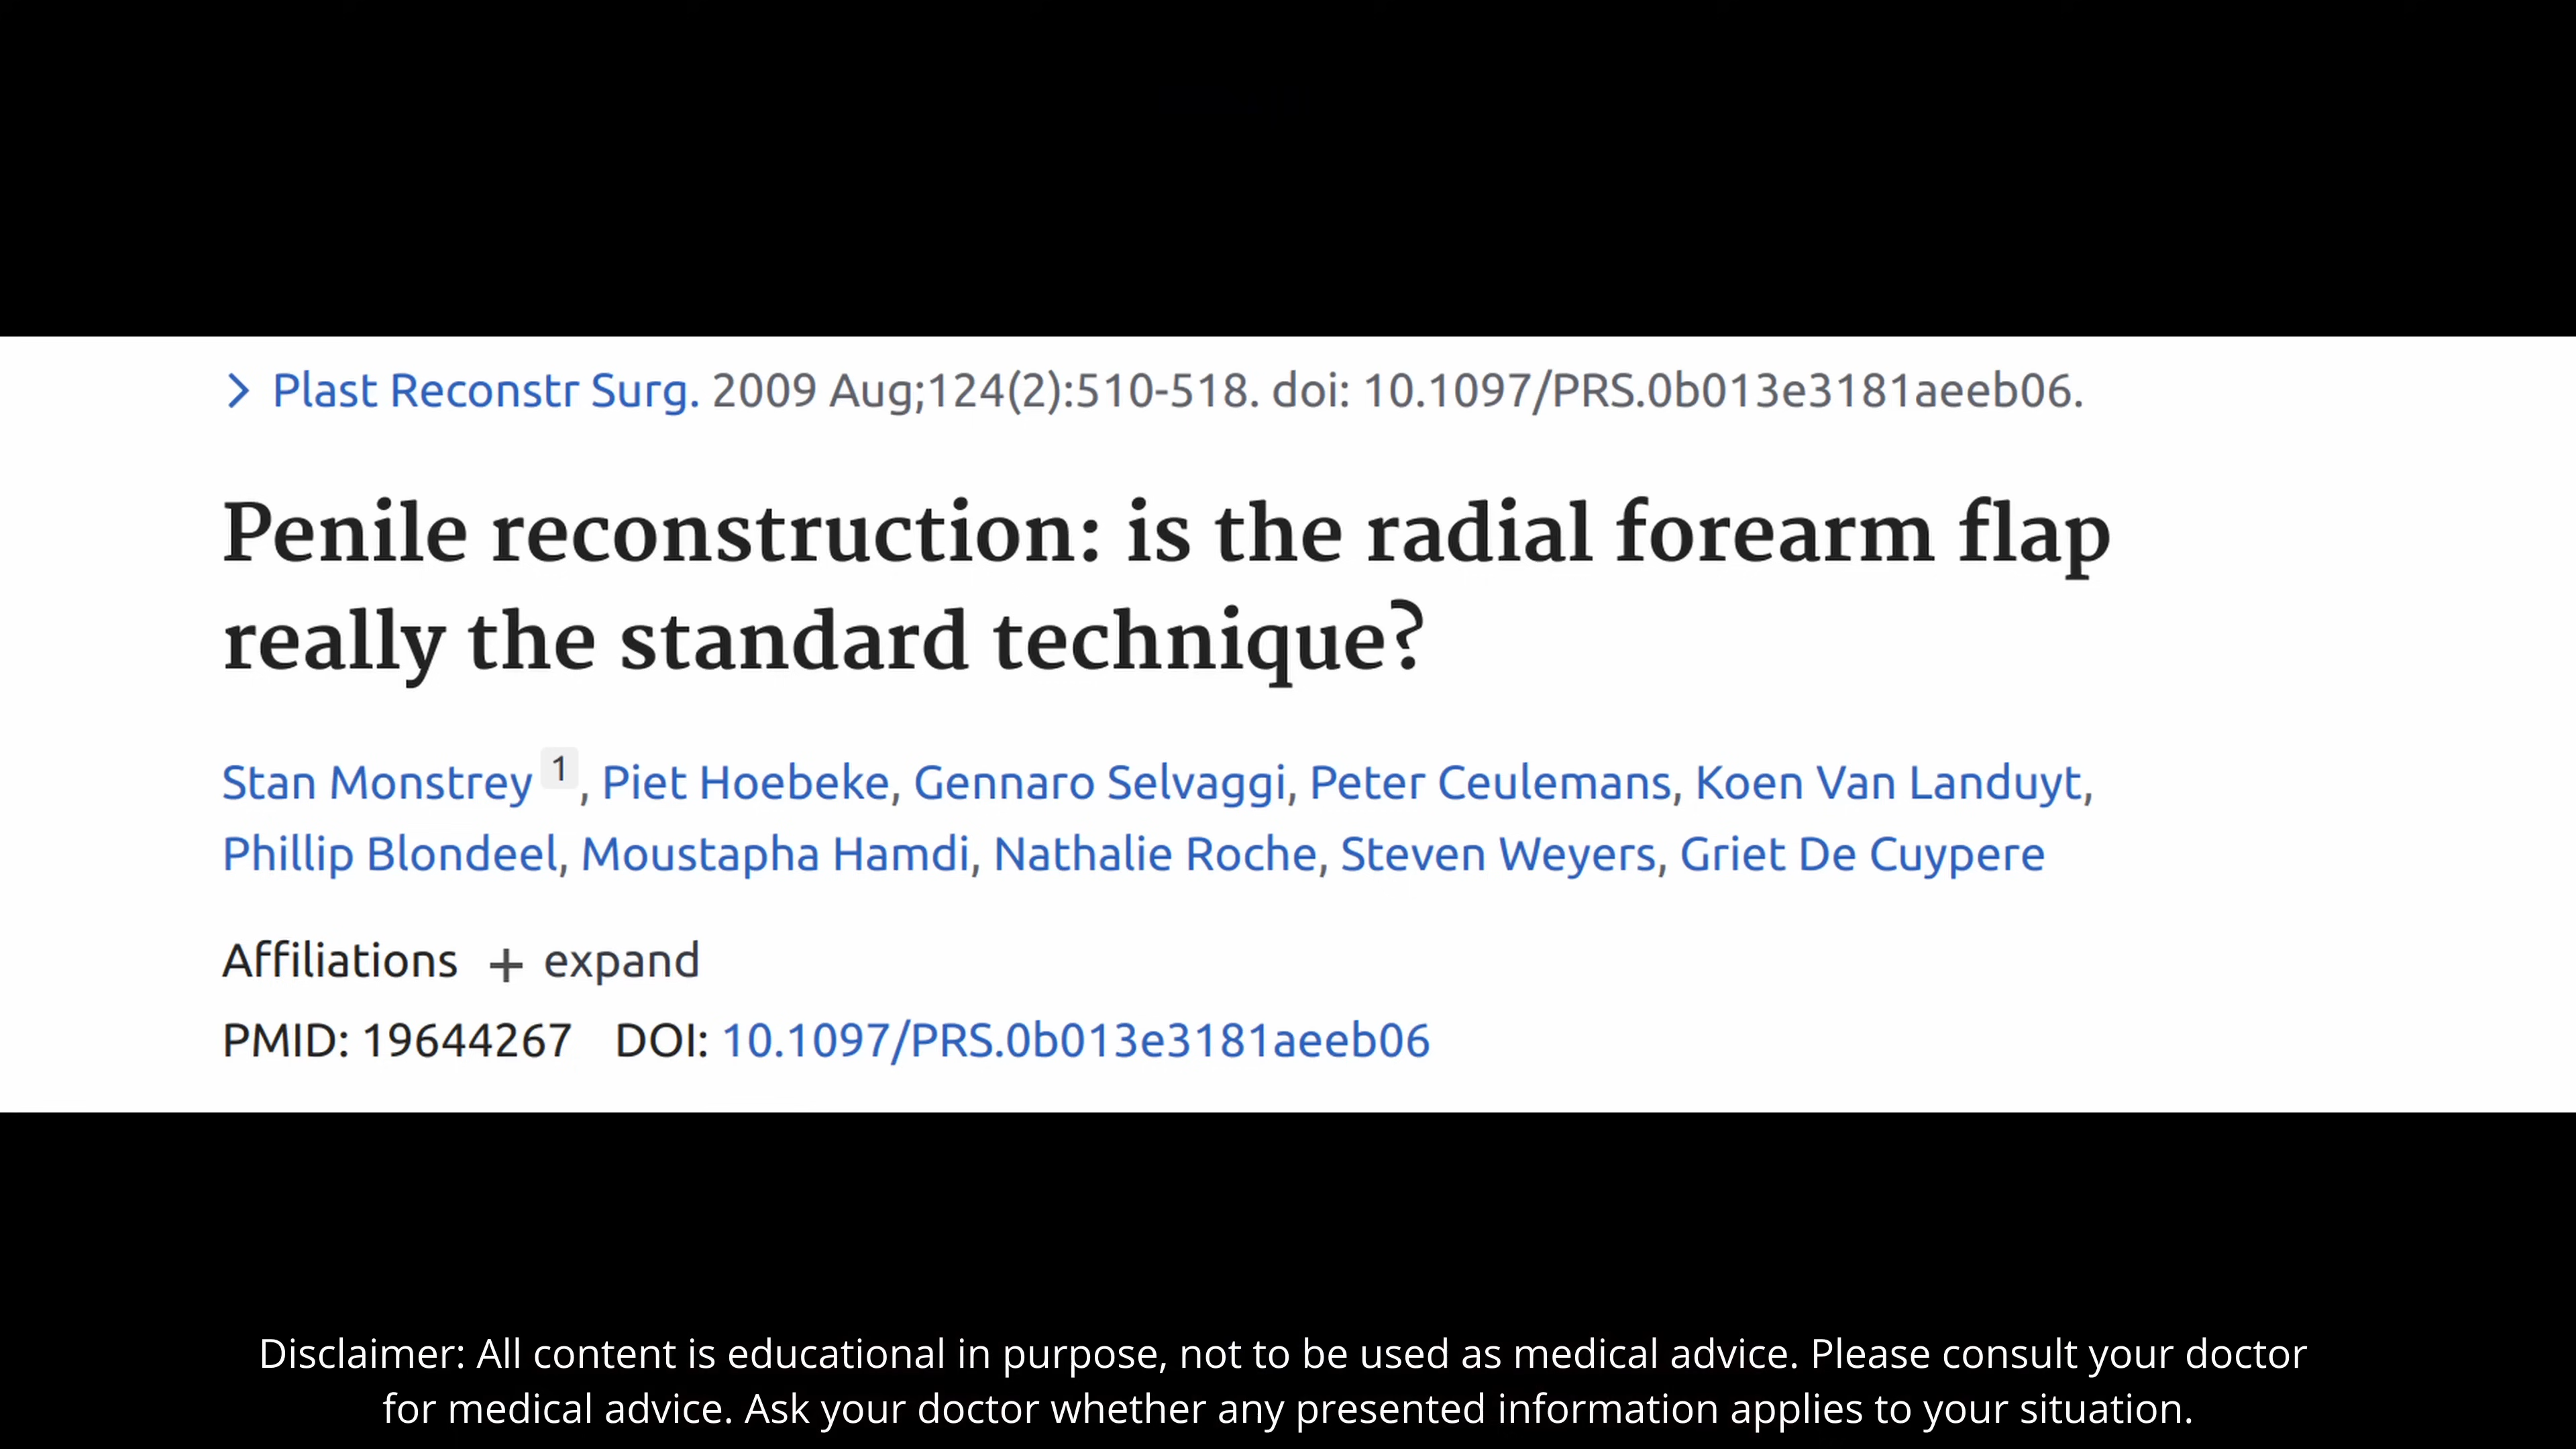 > Plast Reconstr Surg. 2009 Aug;124(2):510-518. doi: 10.1097/PRS.0b013e3181aeeb06.
Penile reconstruction: is the radial forearm flap
really the standard technique?
Stan Monstrey 1, Piet Hoebeke, Gennaro Selvaggi, Peter Ceulemans, Koen Van Landuyt,
Phillip Blondeel, Moustapha Hamdi, Nathalie Roche, Steven Weyers, Griet De Cuypere
Affiliations + expand
PMID: 19644267 DOI: 10.1097/PRS.0b013e3181aeeb06
Disclaimer: All content is educational in purpose, not to be used as medical advice. Please consult your doctor
for medical advice. Ask your doctor whether any presented information applies to your situation.